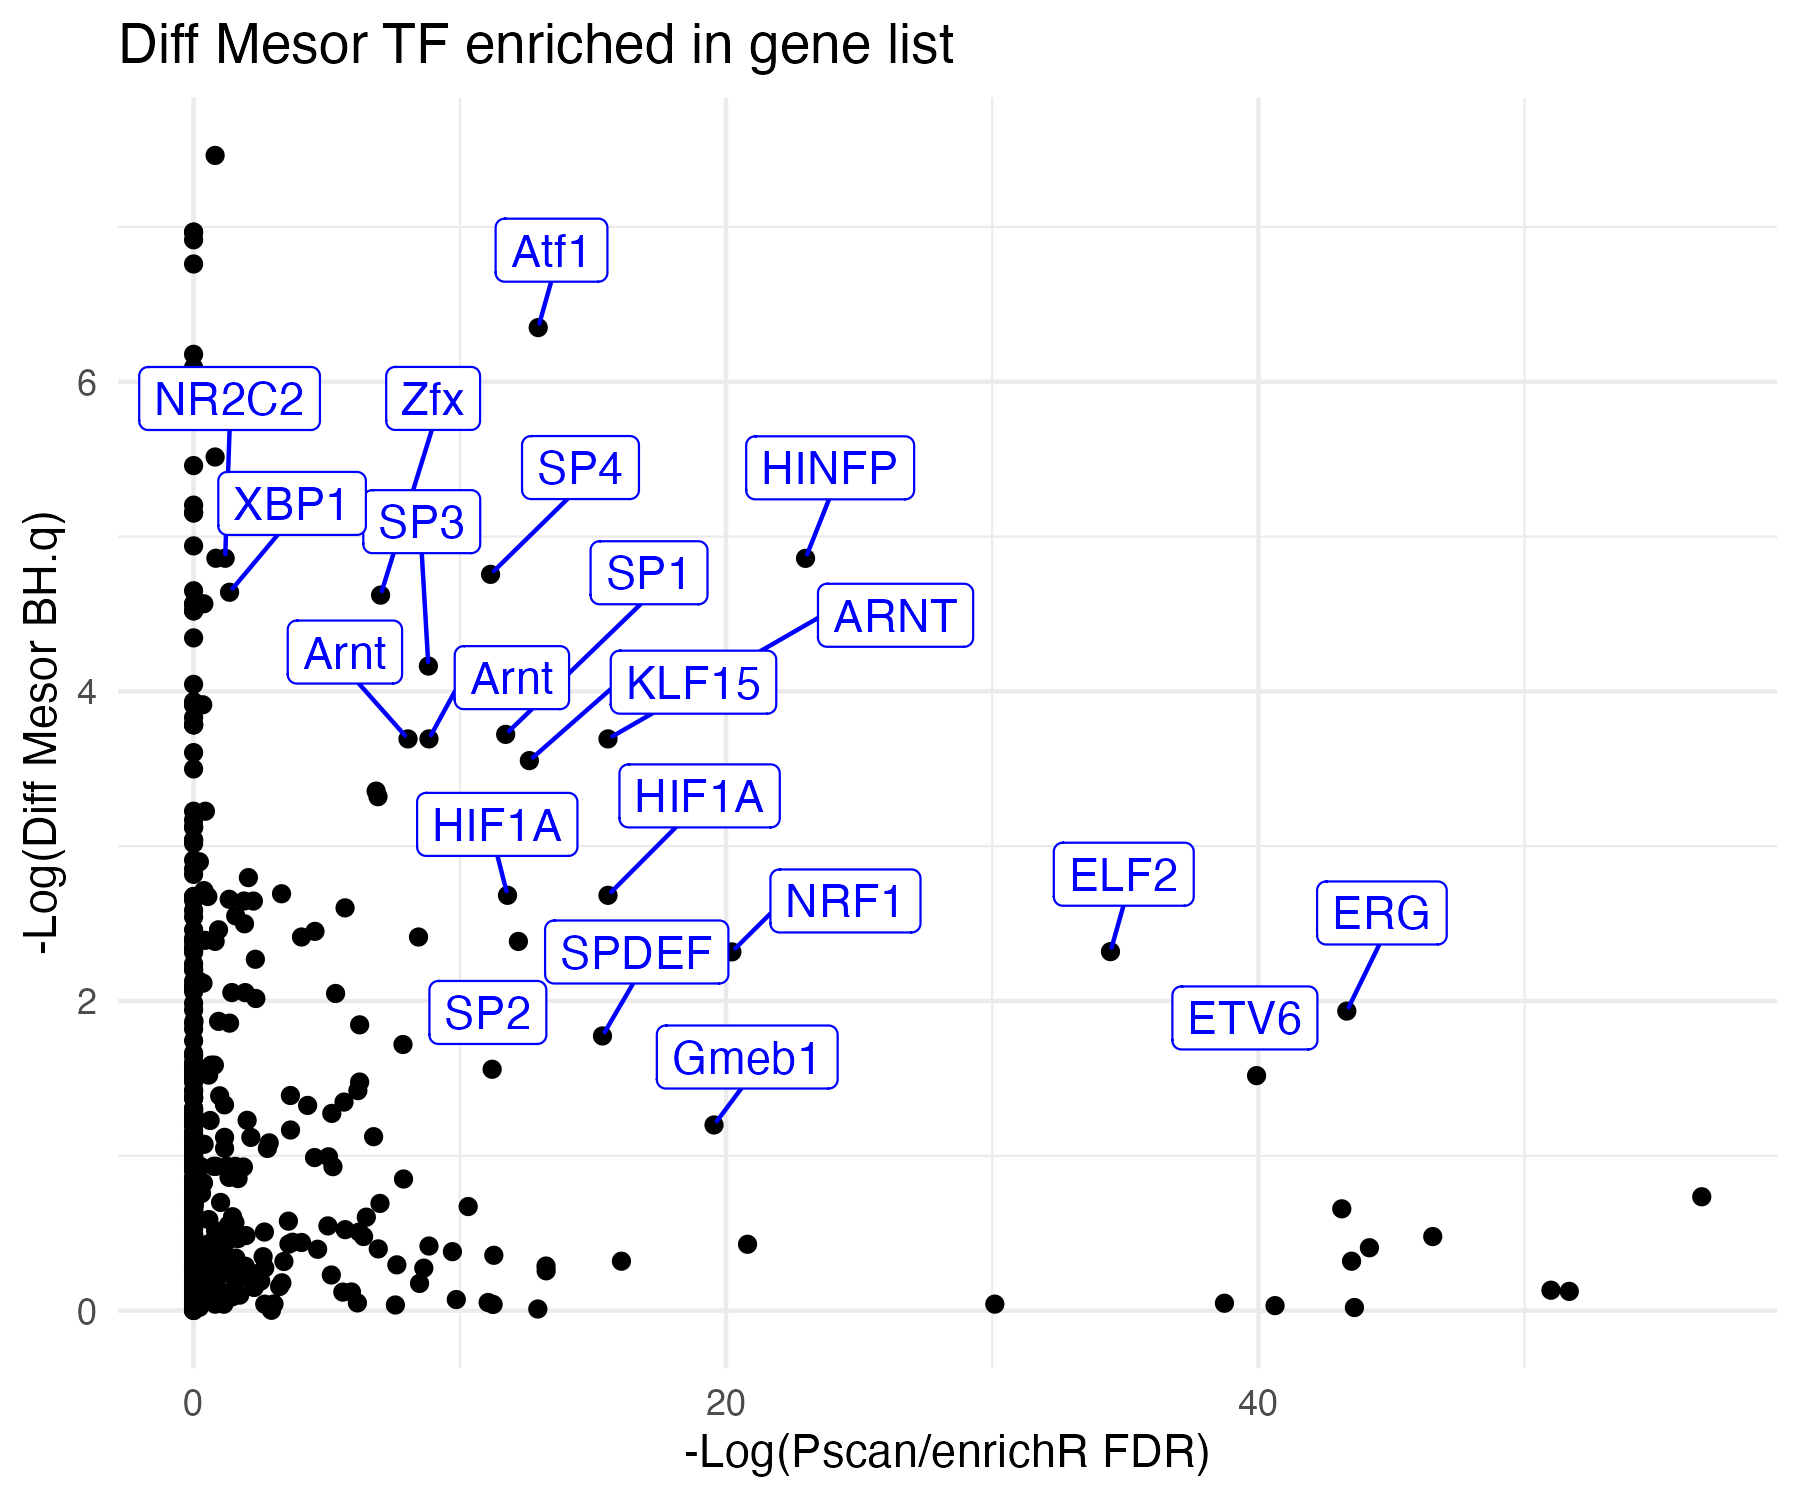 Diff Mesor TF enriched in gene list
Atf1
6
NR2C2
Zfx
SP4
HINFP
XBP1
SP3
SP1
ARNT
Arnt
Arnt
KLF15
4
HIF1A
HIF1A
ELF2
NRF1
ERG
SPDEF
SP2
ETV6
2
Gmeb1
0
-Log(Diff Mesor BH.q)
0
20
40
-Log(Pscan/enrichR FDR)